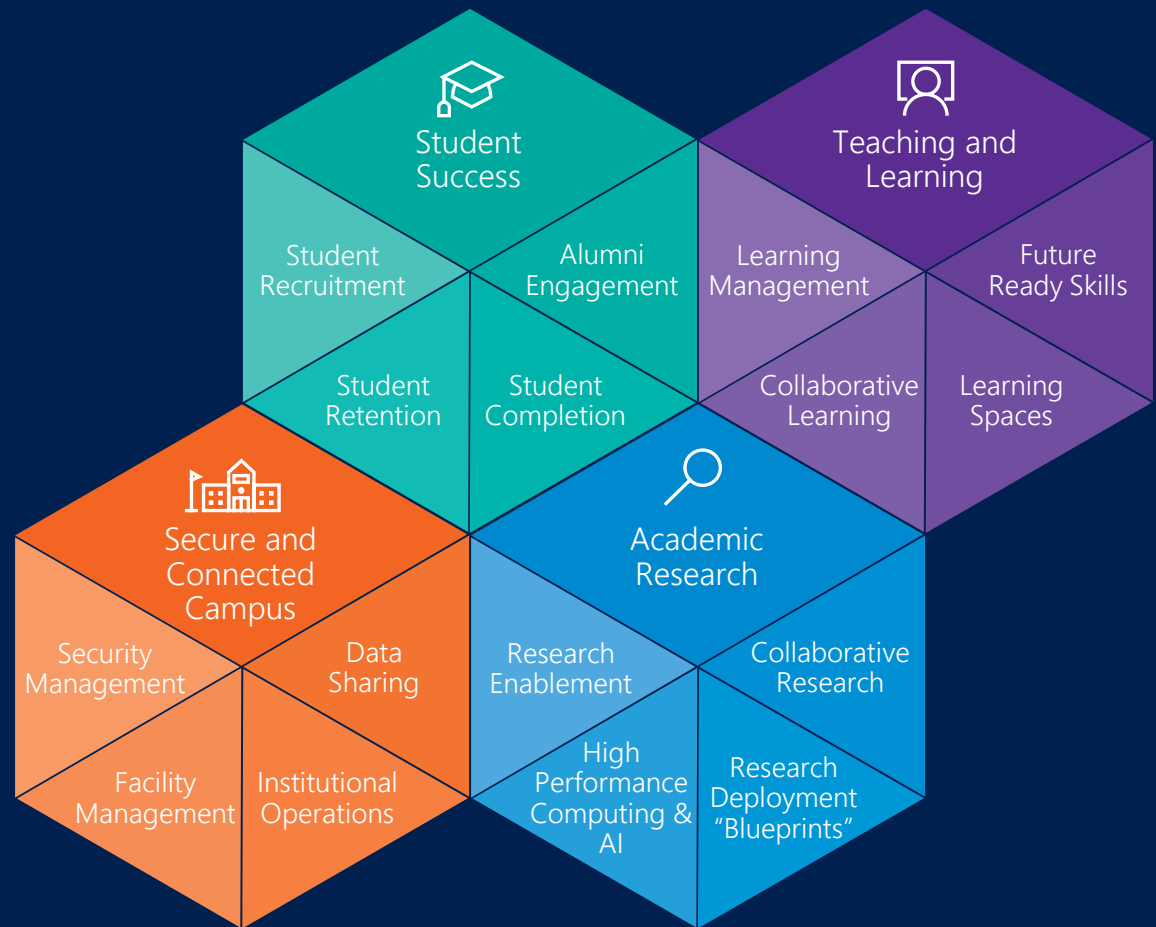 Student
Success
Teaching and
Learning
Student
Recruitment
Alumni
Engagement
Learning
Management
Future
Ready Skills
Student
Retention
Student
Completion
Collaborative
Learning
Learning
Spaces
Secure and
Connected
Campus
Academic
Research
Security
Management
Data
Sharing
Research
Enablement
Collaborative
Research
Facility
Management
Institutional
Operations
High
Performance
Computing &
AI
Research
Deployment
“Blueprints”